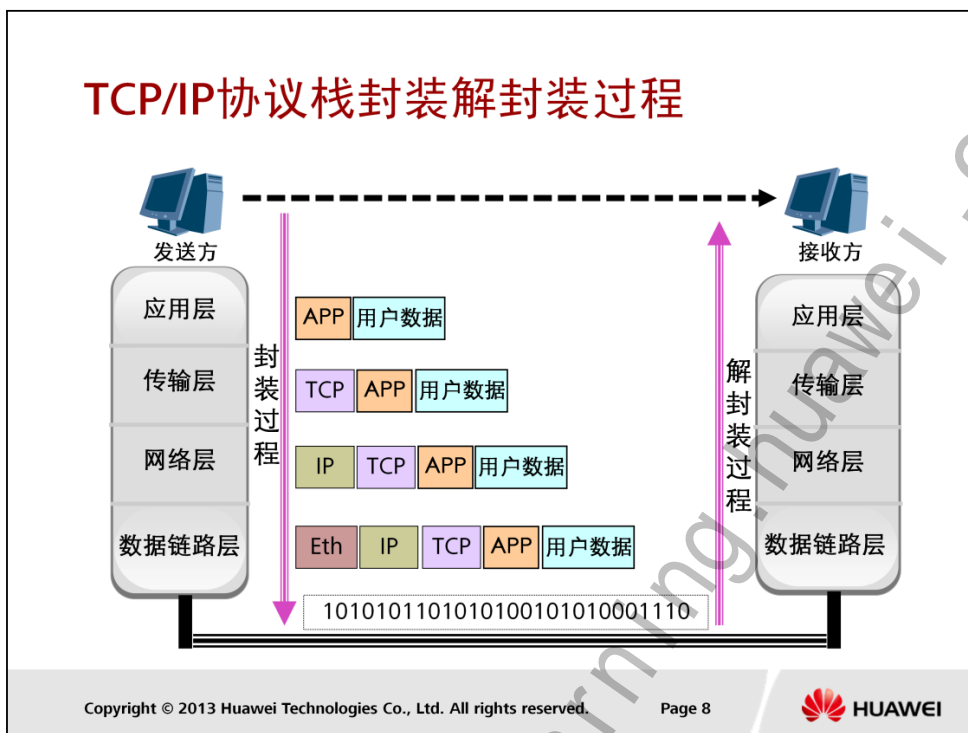 TCP/IP协议栈封装解封装过程
发送方
接收方
应用层
APP 用户数据
应用层
封装过程
传输层
TCP APP 用户数据
解封装过程
传输层
网络层
IP TCP APP 用户数据
网络层
数据链路层
Eth IP TCP APP 用户数据
数据链路层
101010110101010010101010001110
Copyright © 2013 Huawei Technologies Co., Ltd. All rights reserved.
Page 8
HUAWEI
rning.huawei.